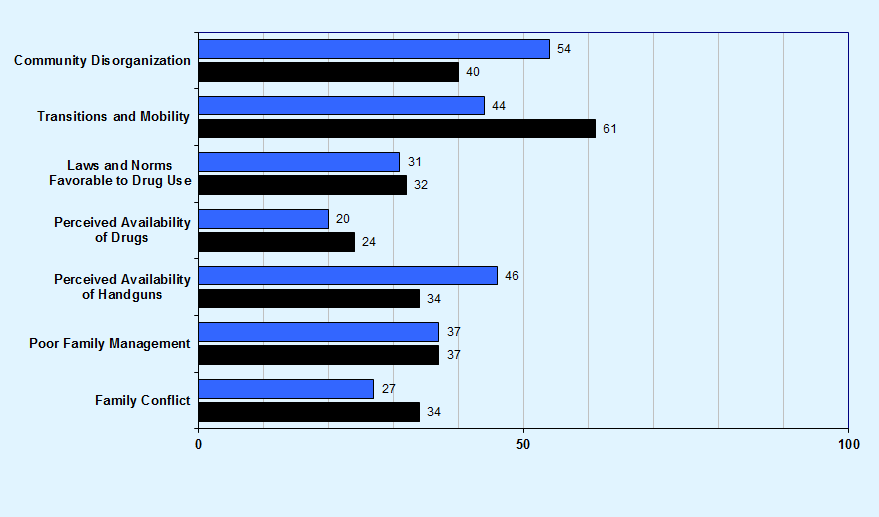 Community Disorganization
54
40
Transitions and Mobility
44
61
Laws and Norms
Favorable to Drug Use
31
32
Perceived Availability
of Drugs
20
24
Perceived Availability
of Handguns
46
34
Poor Family Management
37
37
Family Conflict
27
34
0 50 100